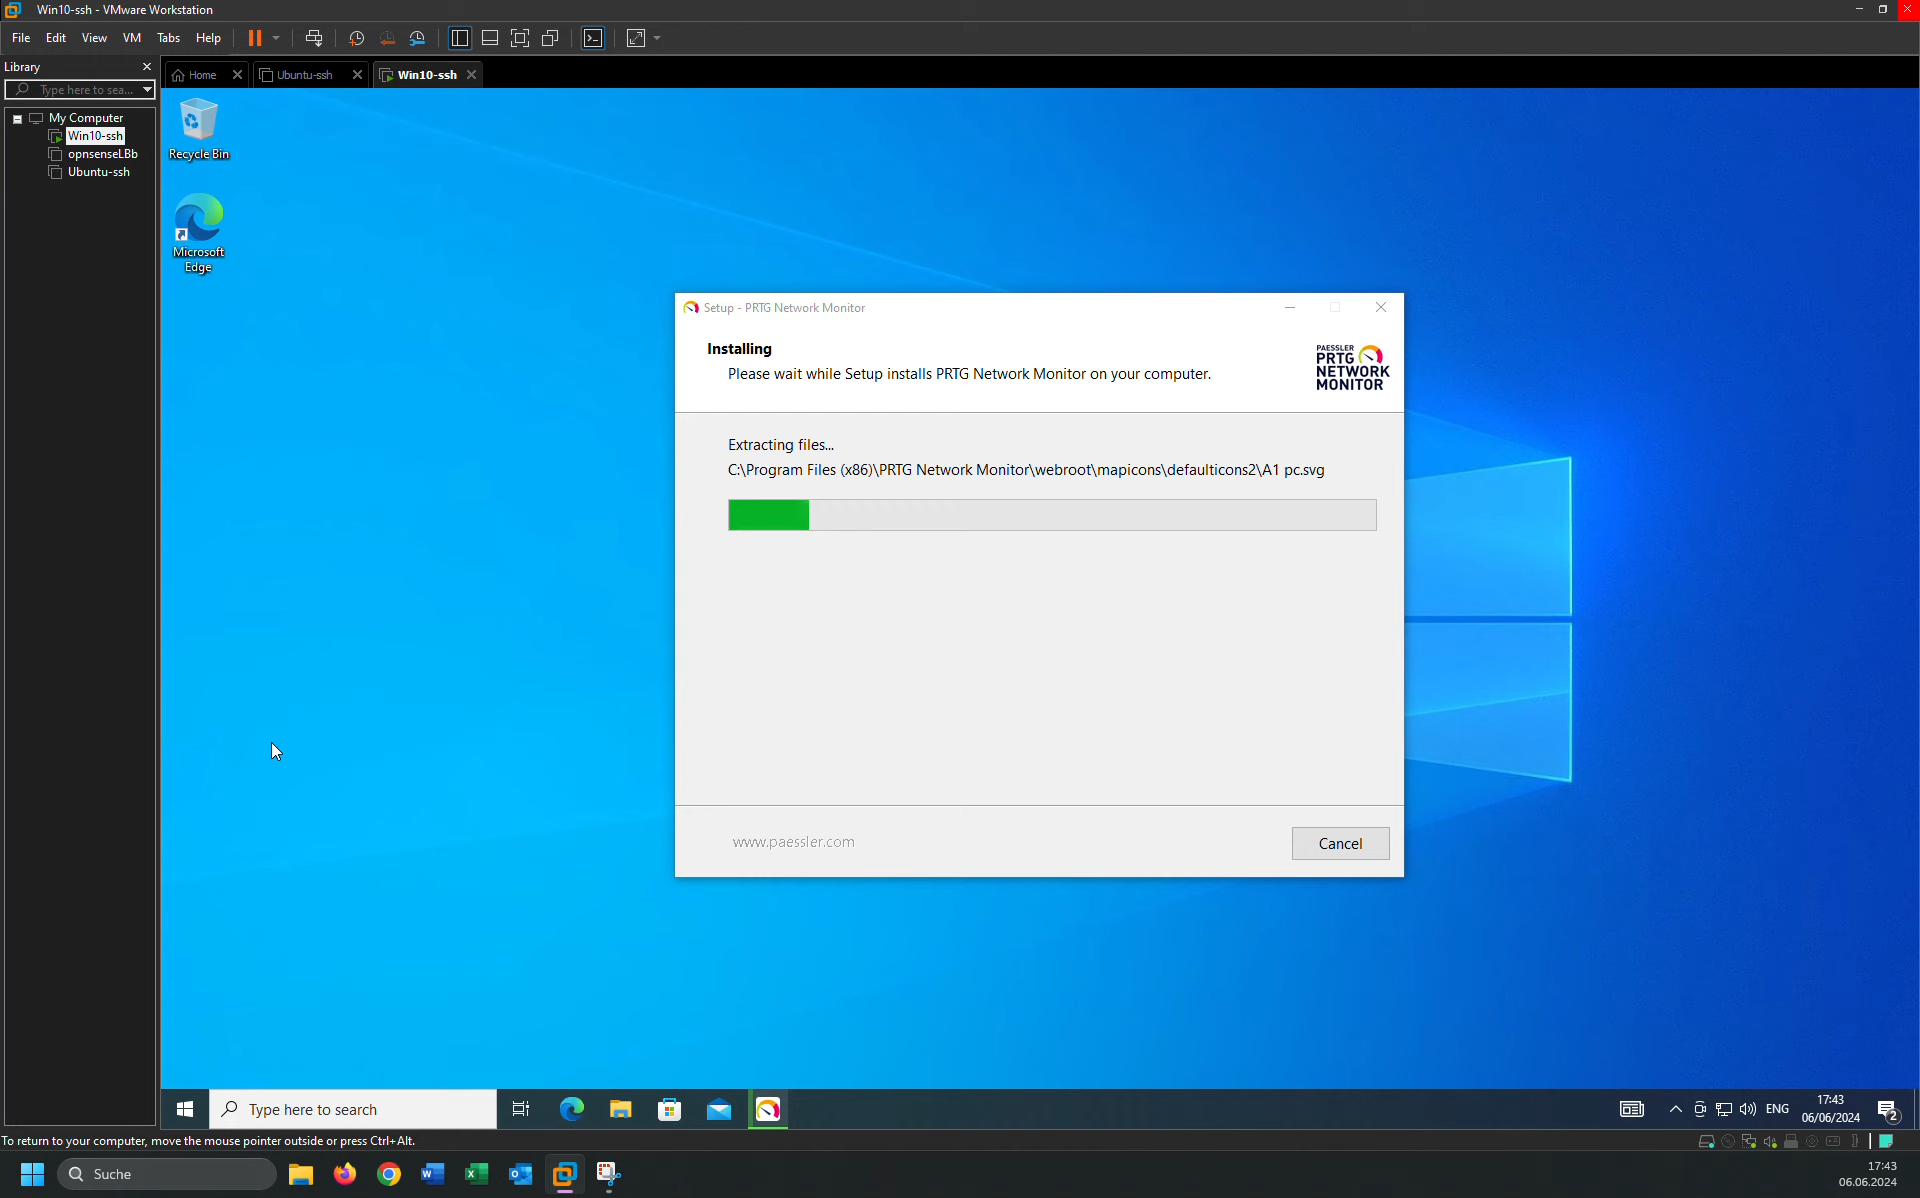 Win10-ssh - VMware Workstation
File Edit View VM Tabs Help
Library
Type here to sea...
Home Ubuntu-ssh Win10-ssh
My Computer
Win10-ssh
opnsenseLBb
Ubuntu-ssh
Recycle Bin
Microsoft
Edge
Setup - PRTG Network Monitor
Installing
Please wait while Setup installs PRTG Network Monitor on your computer.
PAESSLER
PRTG
NETWORK
MONITOR
Extracting files...
C:\Program Files (x86)\PRTG Network Monitor\webroot\mapicons\defaulticons2\A1 pc.svg
www.paessler.com
Cancel
Type here to search
ENG
17:43
06/06/2024
2
To return to your computer, move the mouse pointer outside or press Ctrl+Alt.
Suche
17:43
06.06.2024